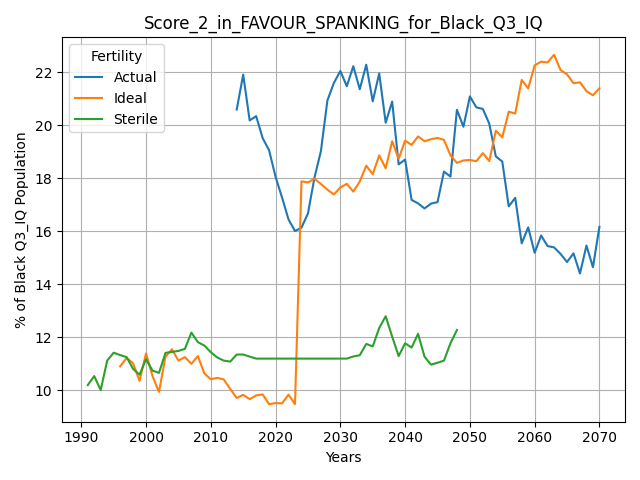 Score_2_in_FAVOUR_SPANKING_for_Black_Q3_IQ
Fertility
Actual
Ideal
Sterile
% of Black Q3_IQ Population
22
20
18
16
14
12
10
1990 2000 2010 2020 2030 2040 2050 2060 2070
Years